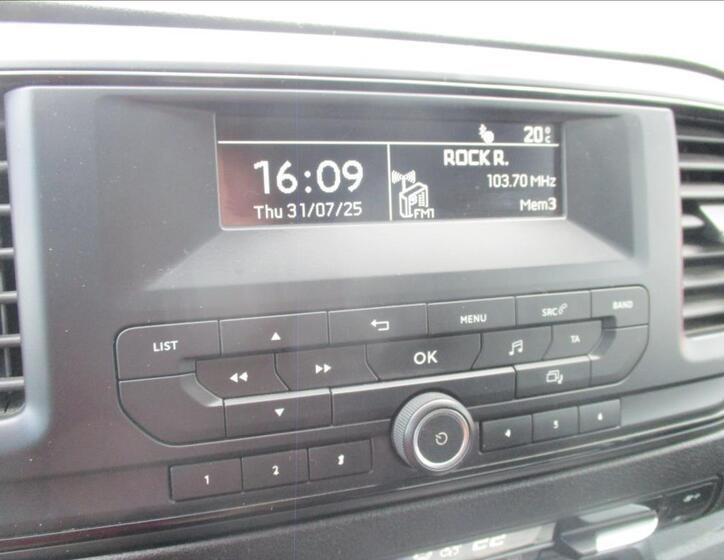 20°C
16:09
Thu 31/07/25
ROCK R.
103.70 MHz
FM1
Mem3
LIST
MENU
SRC
BAND
OK
TA
1
2
3
4
5
6